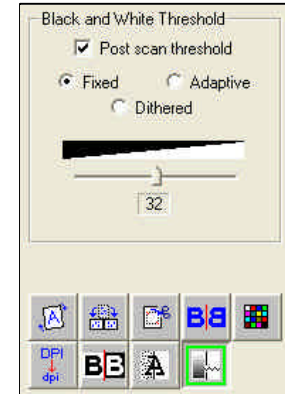 Black and White Threshold
Post scan threshold
Fixed Adaptive
Dithered
32
A B B
DPI
dpi B B A